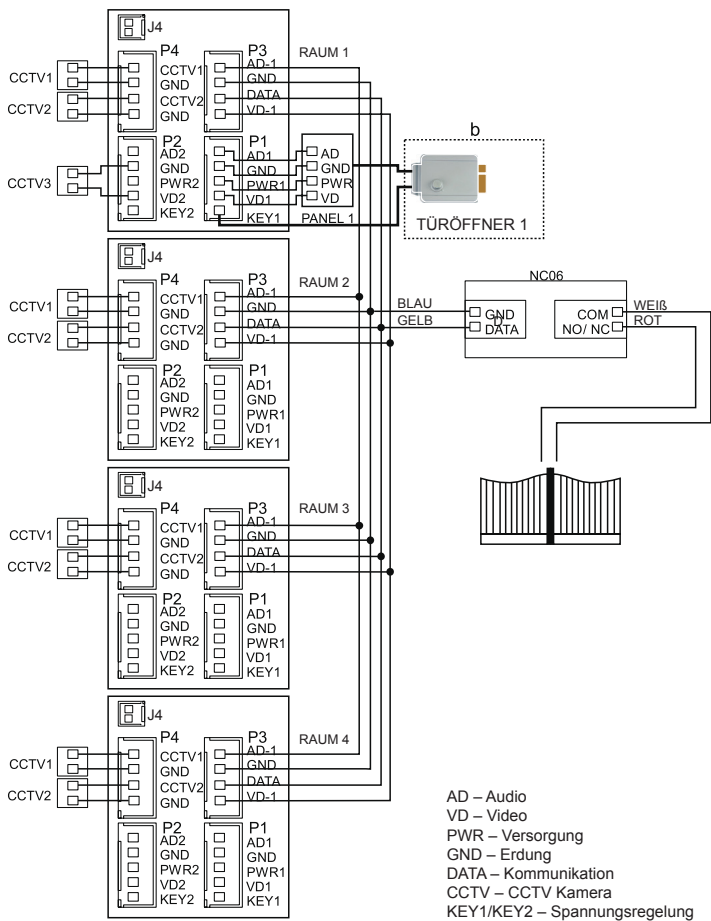 J4
P4
P3
RAUM 1
CCTV1
CCTV1
AD-1
GND
GND
CCTV2
CCTV2
DATA
GND
VD-1
P2
P1
AD2
AD1
AD
GND
GND
GND
CCTV3
PWR2
PWR1
PWR
VD2
VD1
VD
KEY2
KEY1
PANEL 1
b
TÜRÖFFNER 1
J4
P4
P3
RAUM 2
CCTV1
CCTV1
AD-1
GND
GND
CCTV2
CCTV2
DATA
GND
VD-1
P2
P1
AD2
AD1
GND
GND
PWR2
PWR1
VD2
VD1
KEY2
KEY1
NC06
BLAU
GND
COM
WEIß
GELB
D
DATA
NO/ NC
ROT
J4
P4
P3
RAUM 3
CCTV1
CCTV1
AD-1
GND
GND
CCTV2
CCTV2
DATA
GND
VD-1
P2
P1
AD2
AD1
GND
GND
PWR2
PWR1
VD2
VD1
KEY2
KEY1
J4
P4
P3
RAUM 4
CCTV1
CCTV1
AD-1
GND
GND
CCTV2
CCTV2
DATA
GND
VD-1
P2
P1
AD2
AD1
GND
GND
PWR2
PWR1
VD2
VD1
KEY2
KEY1
AD – Audio
VD – Video
PWR – Versorgung
GND – Erdung
DATA – Kommunikation
CCTV – CCTV Kamera
KEY1/KEY2 – Spannungsregelung